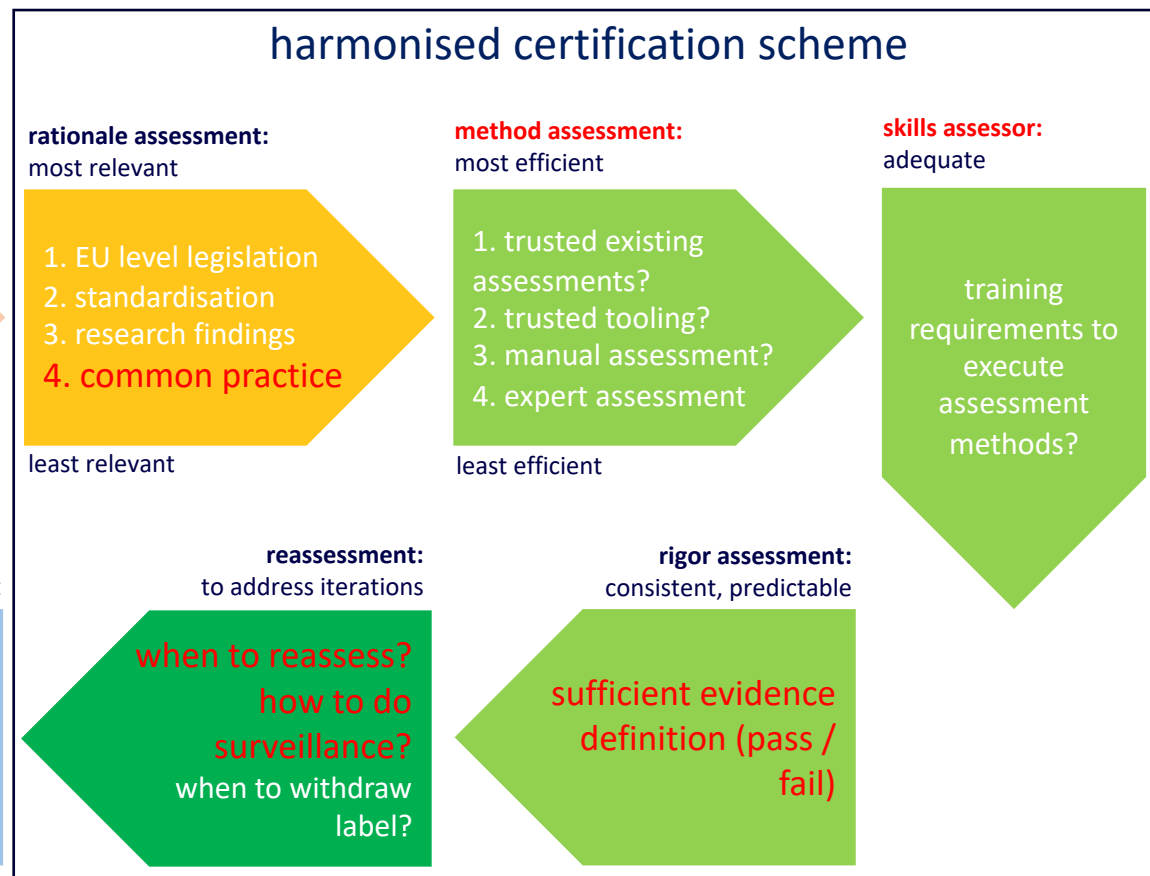 harmonised certification scheme
rationale assessment:
most relevant
1. EU level legislation
2. standardisation
3. research findings
4. common practice
least relevant
method assessment:
most efficient
1. trusted existing
assessments?
2. trusted tooling?
3. manual assessment?
4. expert assessment
least efficient
skills assessor:
adequate
training
requirements to
execute
assessment
methods?
rigor assessment:
consistent, predictable
sufficient evidence
definition (pass /
fail)
reassessment:
to address iterations
when to reassess?
how to do
surveillance?
when to withdraw
label?